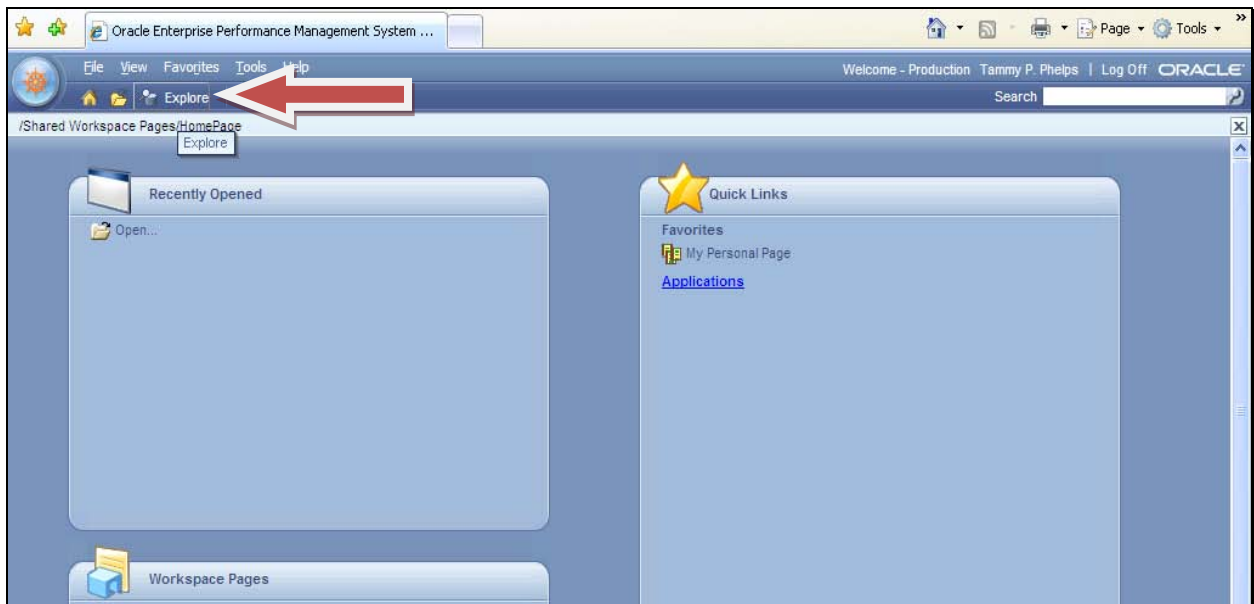 Oracle Enterprise Performance Management System ...
Page
Tools
»
File View Favorites Tools Help
Welcome - Production Tammy P. Phelps | Log Off ORACLE
Explore
Search
/Shared Workspace Pages/HomePage
Explore
Recently Opened
Open...
Quick Links
Favorites
My Personal Page
Applications
Workspace Pages